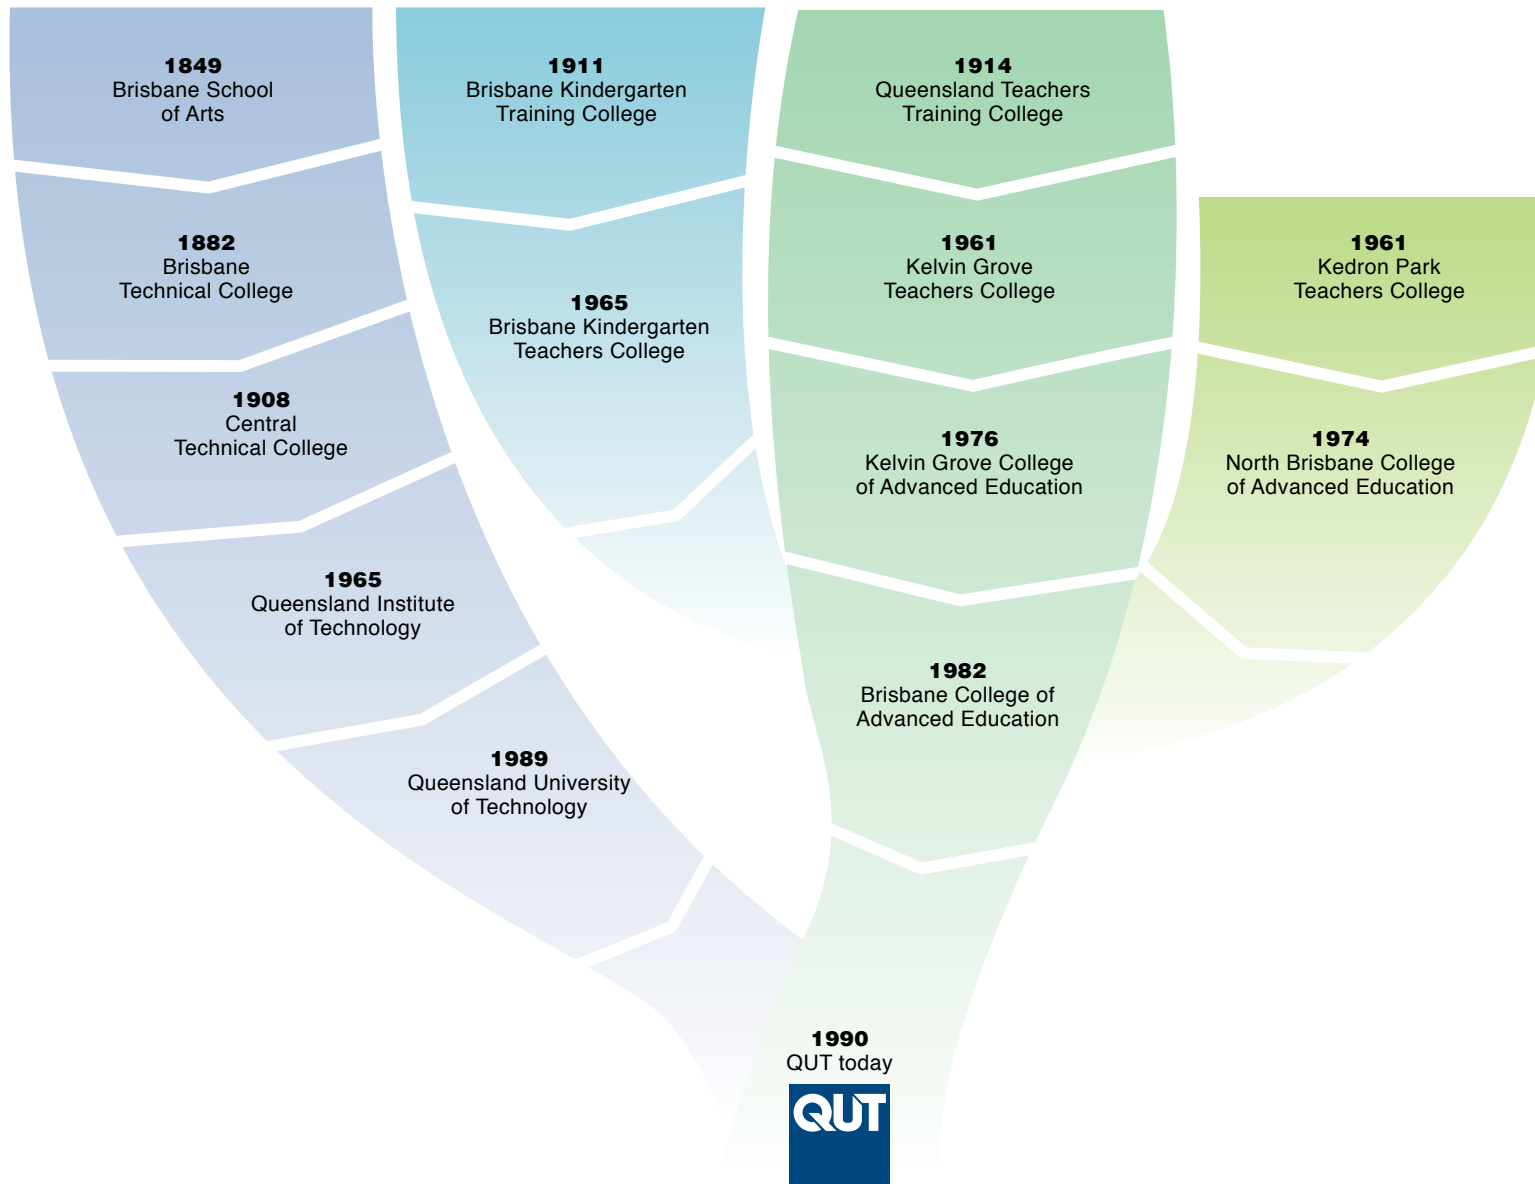 1849
Brisbane School
of Arts
1882
Brisbane
Technical College
1908
Central
Technical College
1965
Queensland Institute
of Technology
1989
Queensland University
of Technology
1911
Brisbane Kindergarten
Training College
1965
Brisbane Kindergarten
Teachers College
1914
Queensland Teachers
Training College
1961
Kelvin Grove
Teachers College
1976
Kelvin Grove College
of Advanced Education
1982
Brisbane College of
Advanced Education
1961
Kedron Park
Teachers College
1974
North Brisbane College
of Advanced Education
1990
QUT today
QUT